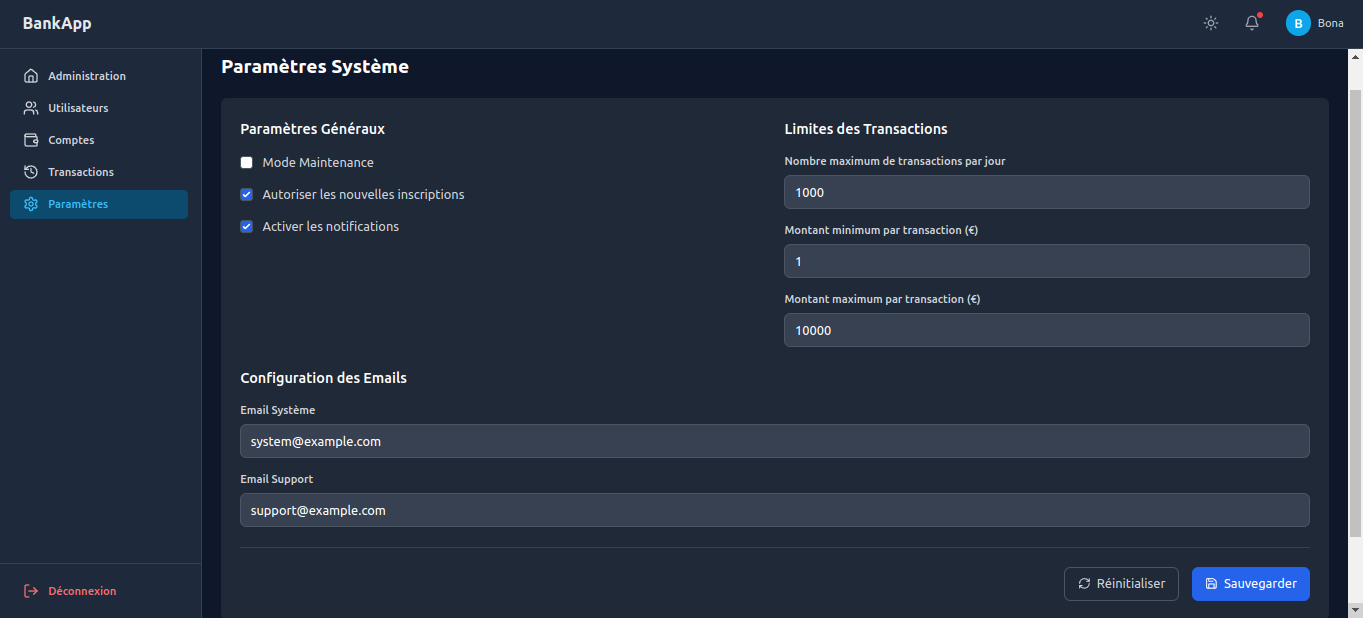 BankApp
B
Bona
Administration
Utilisateurs
Comptes
Transactions
Paramètres
Déconnexion
Paramètres Système
Paramètres Généraux
Mode Maintenance
Autoriser les nouvelles inscriptions
Activer les notifications
Limites des Transactions
Nombre maximum de transactions par jour
1000
Montant minimum par transaction (€)
1
Montant maximum par transaction (€)
10000
Configuration des Emails
Email Système
system@example.com
Email Support
support@example.com
Réinitialiser
Sauvegarder